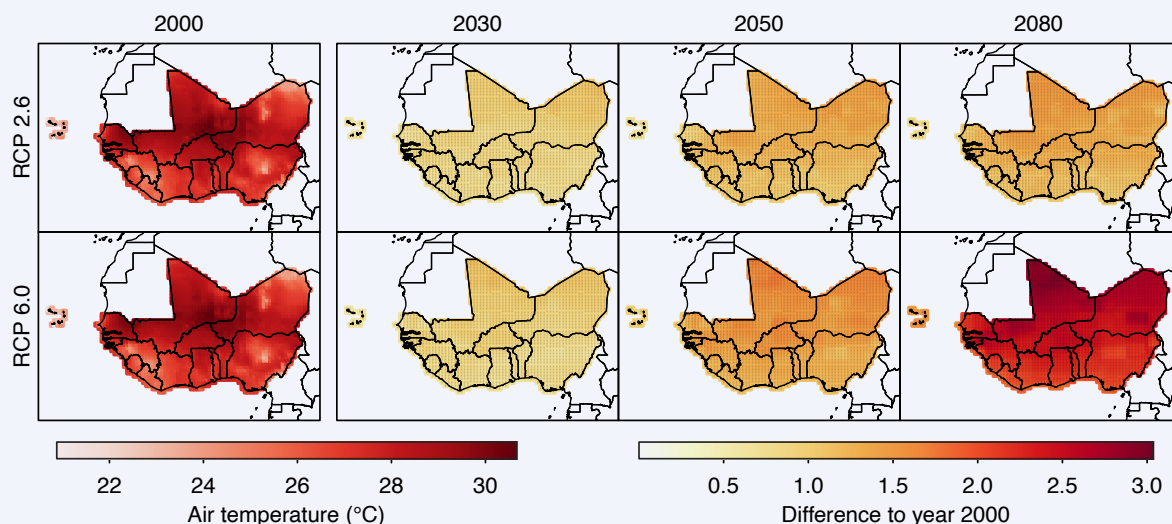 2000 2030 2050 2080
RCP 2.6
RCP 6.0
22 24 26 28 30
Air temperature (°C)
0.5 1.0 1.5 2.0 2.5 3.0
Difference to year 2000